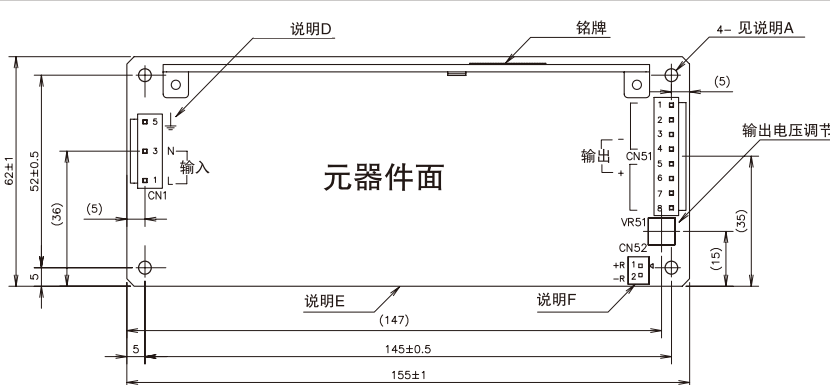 说明D
铭牌
4- 见说明A
(5)
62±1
52±0.5
(36)
5
(5)
5
3
1
N
L
输入
CN1
元器件面
输出
-
+
CN51
1
2
3
4
5
6
7
8
输出电压调节
VR51
CN52
+R
-R
1
2
(35)
(15)
说明E
说明F
(147)
5
145±0.5
155±1